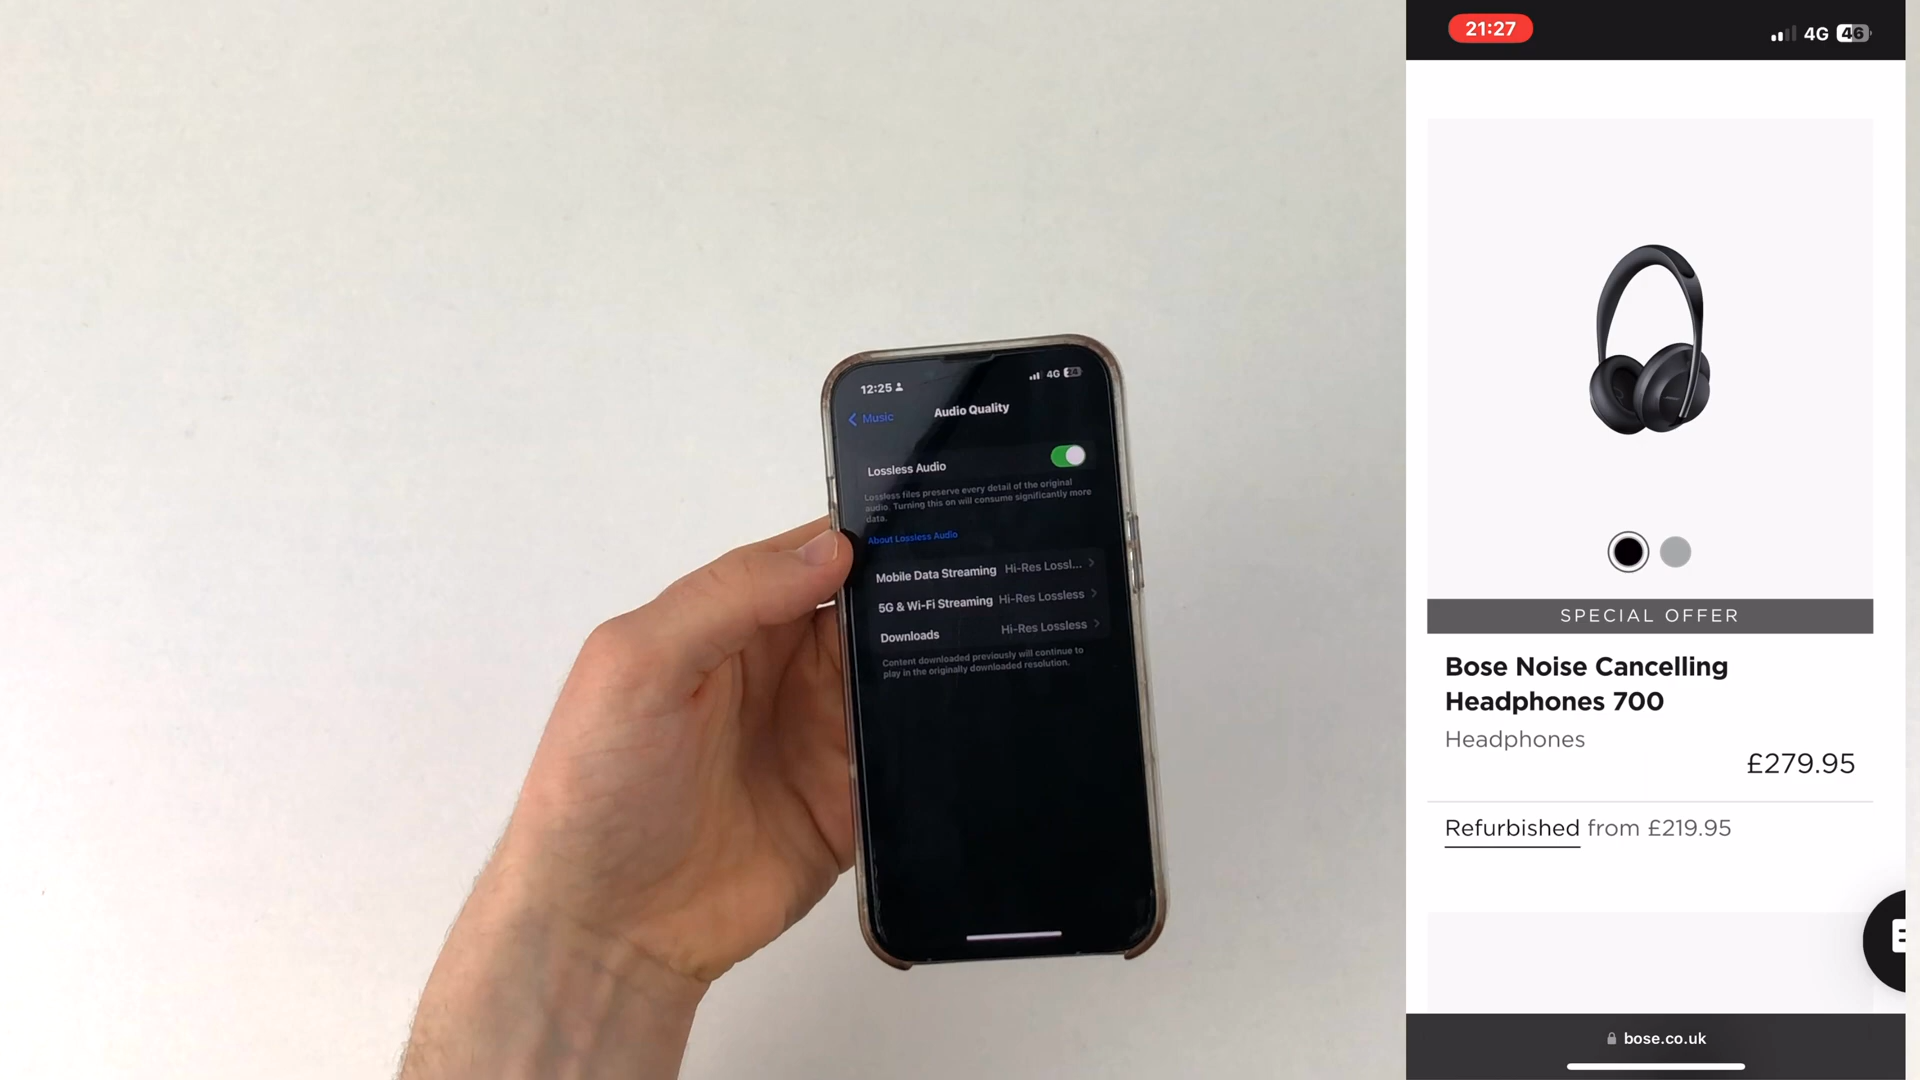 12:25
4G
Music
Audio Quality
Lossless Audio
Lossless files preserve every detail of the original
audio. Turning this on will consume significantly more
data.
About Lossless Audio
Mobile Data Streaming Hi-Res Lossl...
5G & Wi-Fi Streaming Hi-Res Lossless
Downloads Hi-Res Lossless
Content downloaded previously will continue to
play in the originally downloaded resolution.
21:27
4G 46
SPECIAL OFFER
Bose Noise Cancelling
Headphones 700
Headphones
£279.95
Refurbished from £219.95
bose.co.uk